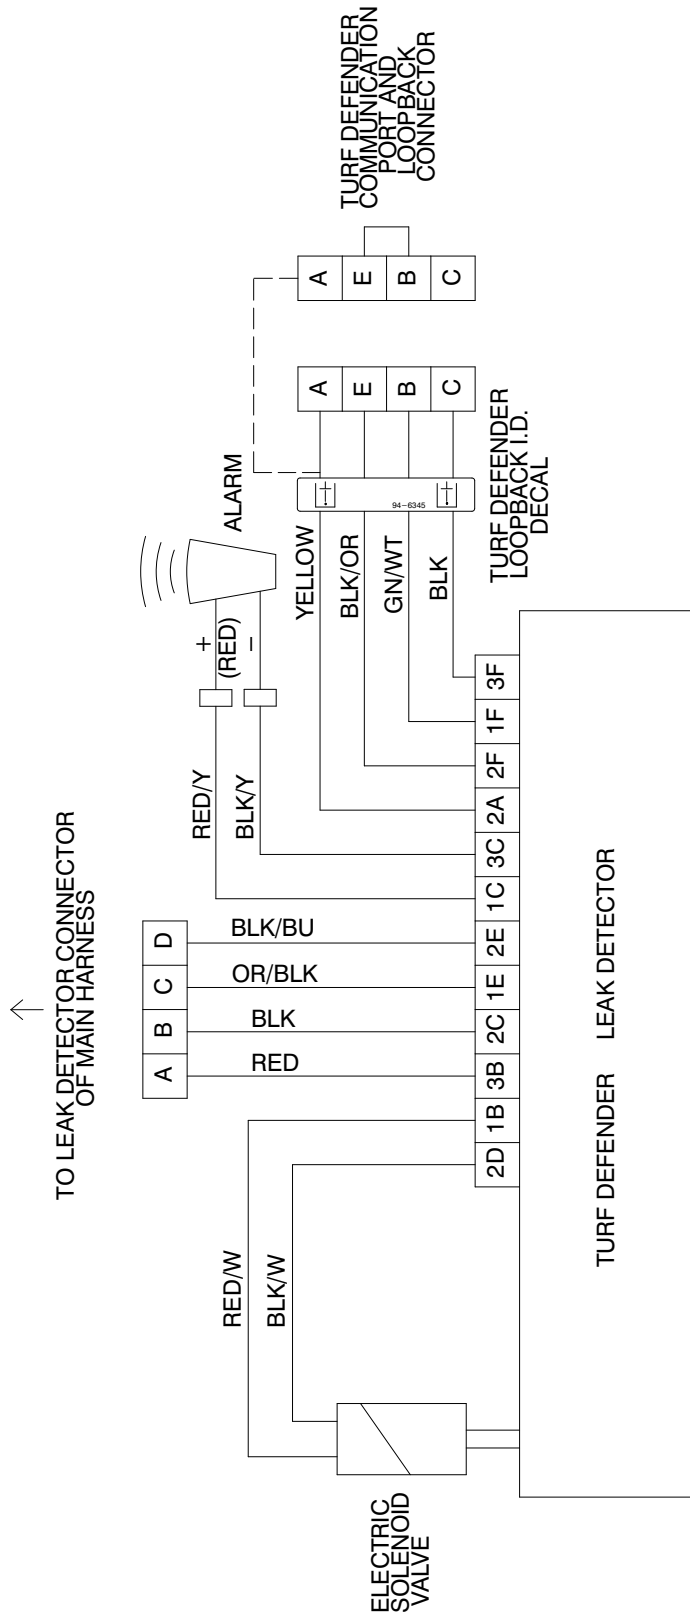 TO LEAK DETECTOR CONNECTOR
OF MAIN HARNESS
A
B
C
D
RED
BLK
OR/BLK
BLK/BU
RED/W
BLK/W
ELECTRIC
SOLENOID
VALVE
RED/Y
BLK/Y
+
(RED)
−
ALARM
YELLOW
BLK/OR
GN/WT
BLK
94-6345
A
E
B
C
TURF DEFENDER
LOOPBACK I.D.
DECAL
A
E
B
C
TURF DEFENDER
COMMUNICATION
PORT AND
LOOPBACK
CONNECTOR
2D
1B
3B
2C
1E
2E
1C
3C
2A
2F
1F
3F
TURF DEFENDER LEAK DETECTOR